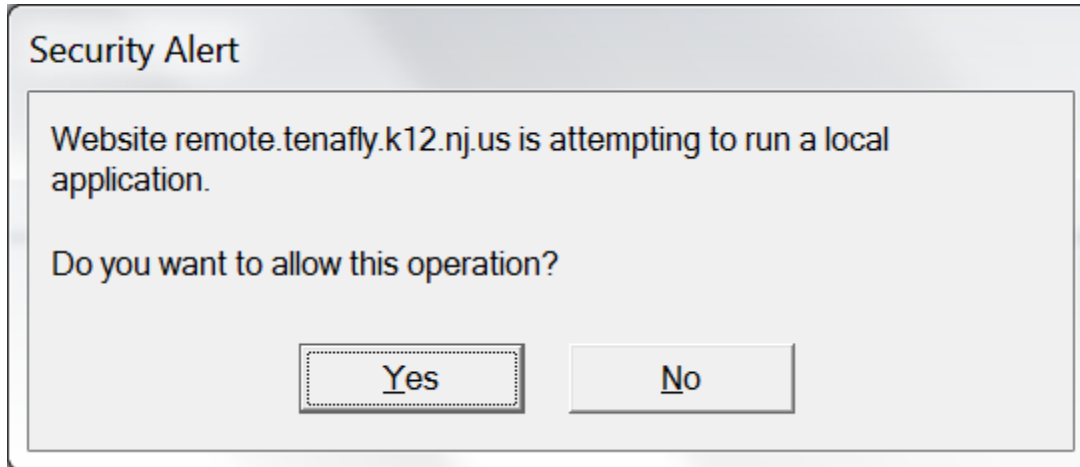 Security Alert
Website remote.tenafly.k12.nj.us is attempting to run a local
application.
Do you want to allow this operation?
Yes
No